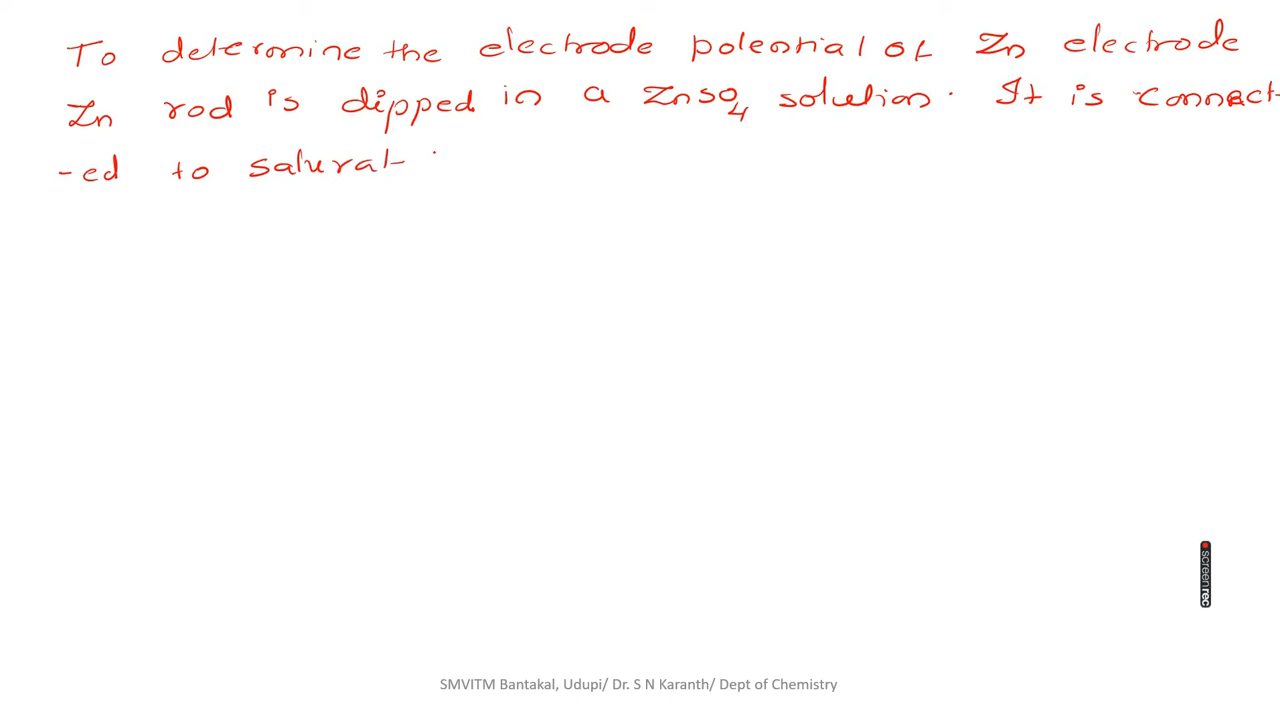 To determine the electrode potential of Zn electrode
Zn rod is dipped in a ZnSO4 solution. It is connect-
-ed to saturat
screenrec
SMVITM Bantakal, Udupi/ Dr. S N Karanth/ Dept of Chemistry